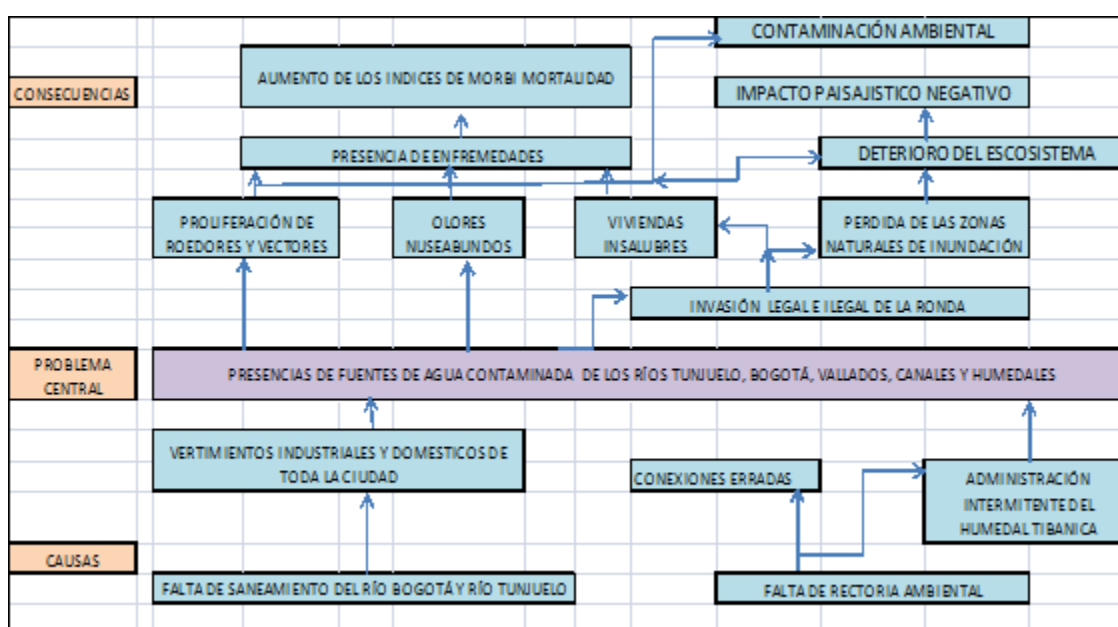 CONTAMINACIÓN AMBIENTAL
AUMENTO DE LOS INDICES DE MORBI MORTALIDAD
CONSECUENCIAS
IMPACTO PAISAJISTICO NEGATIVO
PRESENCIA DE ENFREMEDADES
DETERIORO DEL ESCOSISTEMA
PROLIFERACIÓN DE
ROEDORES Y VECTORES
OLORES
NUSEABUNDOS
VIVIENDAS
INSALUBRES
PERDIDA DE LAS ZONAS
NATURALES DE INUNDACIÓN
INVASIÓN LEGAL E ILEGAL DE LA RONDA
PROBLEMA
CENTRAL
PRESENCIAS DE FUENTES DE AGUA CONTAMINADA DE LOS RÍOS TUNJUELO, BOGOTÁ, VALLADOS, CANALES Y HUMEDALES
VERTIMIENTOS INDUSTRIALES Y DOMESTICOS DE
TODA LA CIUDAD
CONEXIONES ERRADAS
ADMINISTRACIÓN
INTERMITENTE DEL
HUMEDAL TIBANICA
CAUSAS
FALTA DE SANEAMIENTO DEL RÍO BOGOTÁ Y RÍO TUNJUELO
FALTA DE RECTORIA AMBIENTAL